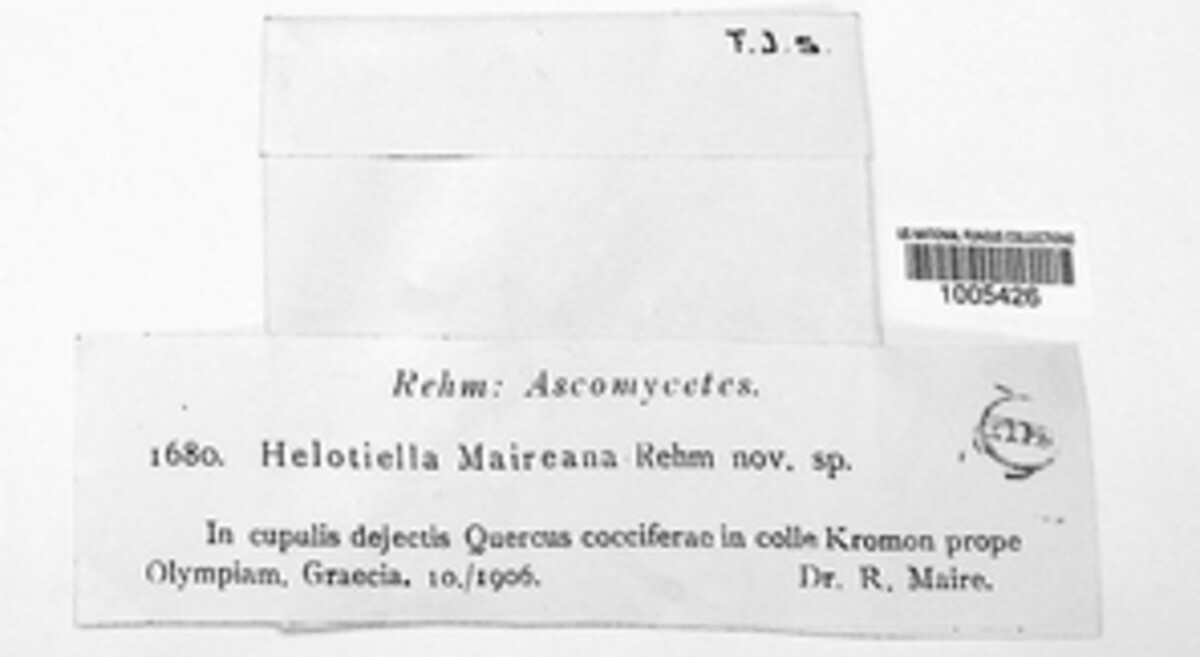 T.J.S.
US NATIONAL FUNGUS COLLECTIONS
1005426
Rehm: Ascomycetes.
1680. Helotiella Maireana Rehm nov. sp.
In cupulis dejectis Quercus cocciferae in colle Kromon prope
Olympiam, Graecia. 10./1906. Dr. R. Maire.